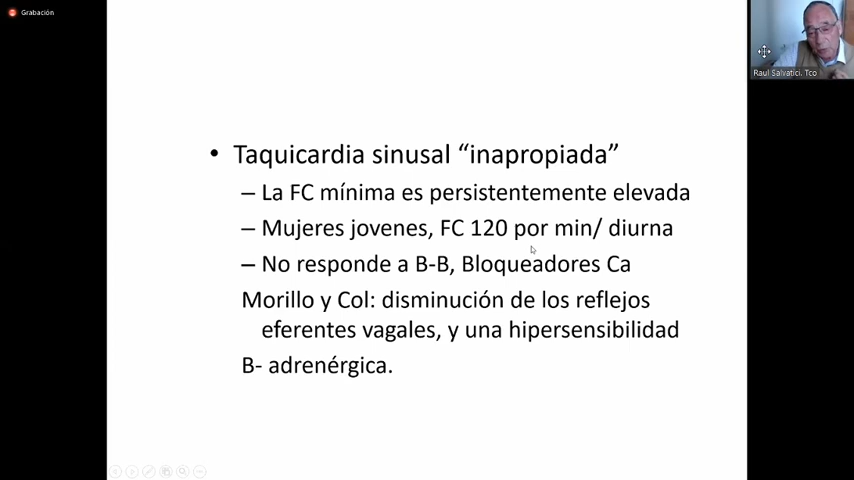 Grabación
Raul Salvatici. Tco
• Taquicardia sinusal “inapropiada”
– La FC mínima es persistentemente elevada
– Mujeres jovenes, FC 120 por min/ diurna
– No responde a B-B, Bloqueadores Ca
Morillo y Col: disminución de los reflejos
eferentes vagales, y una hipersensibilidad
B- adrenérgica.